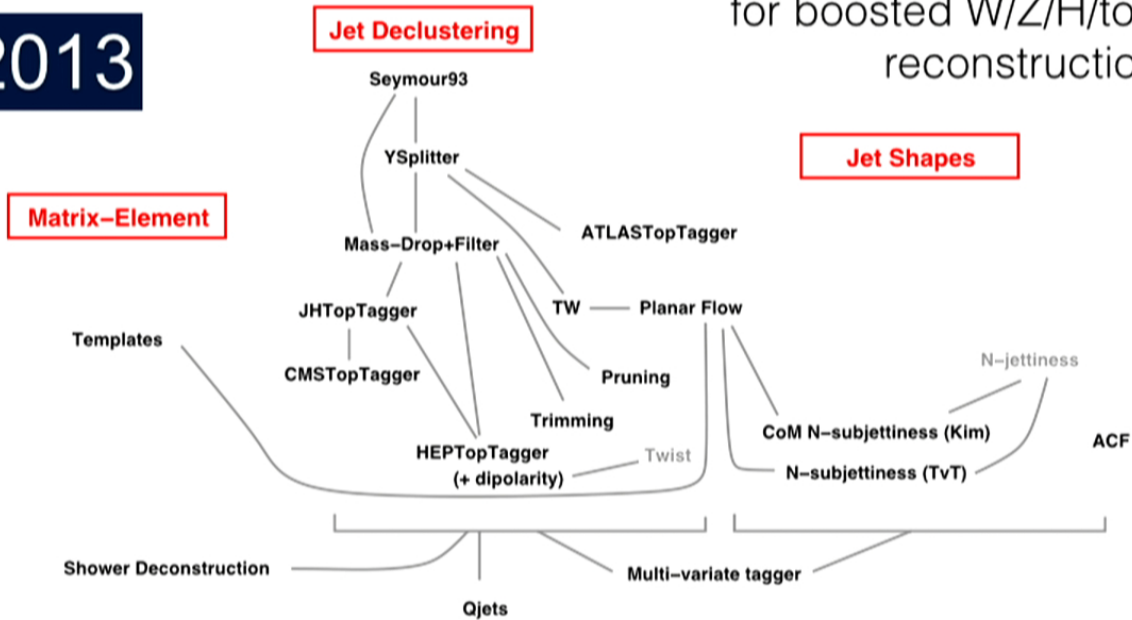 2013
for boosted W/Z/H/to
reconstructio
Jet Declustering
Seymour93
YSplitter
Jet Shapes
Matrix–Element
ATLASTopTagger
Mass–Drop+Filter
JHTopTagger
TW
Planar Flow
Templates
N–jettiness
CMSTopTagger
Pruning
Trimming
CoM N–subjettiness (Kim)
ACF
HEPTopTagger
(+ dipolarity)
Twist
N–subjettiness (TvT)
Shower Deconstruction
Multi–variate tagger
Qjets